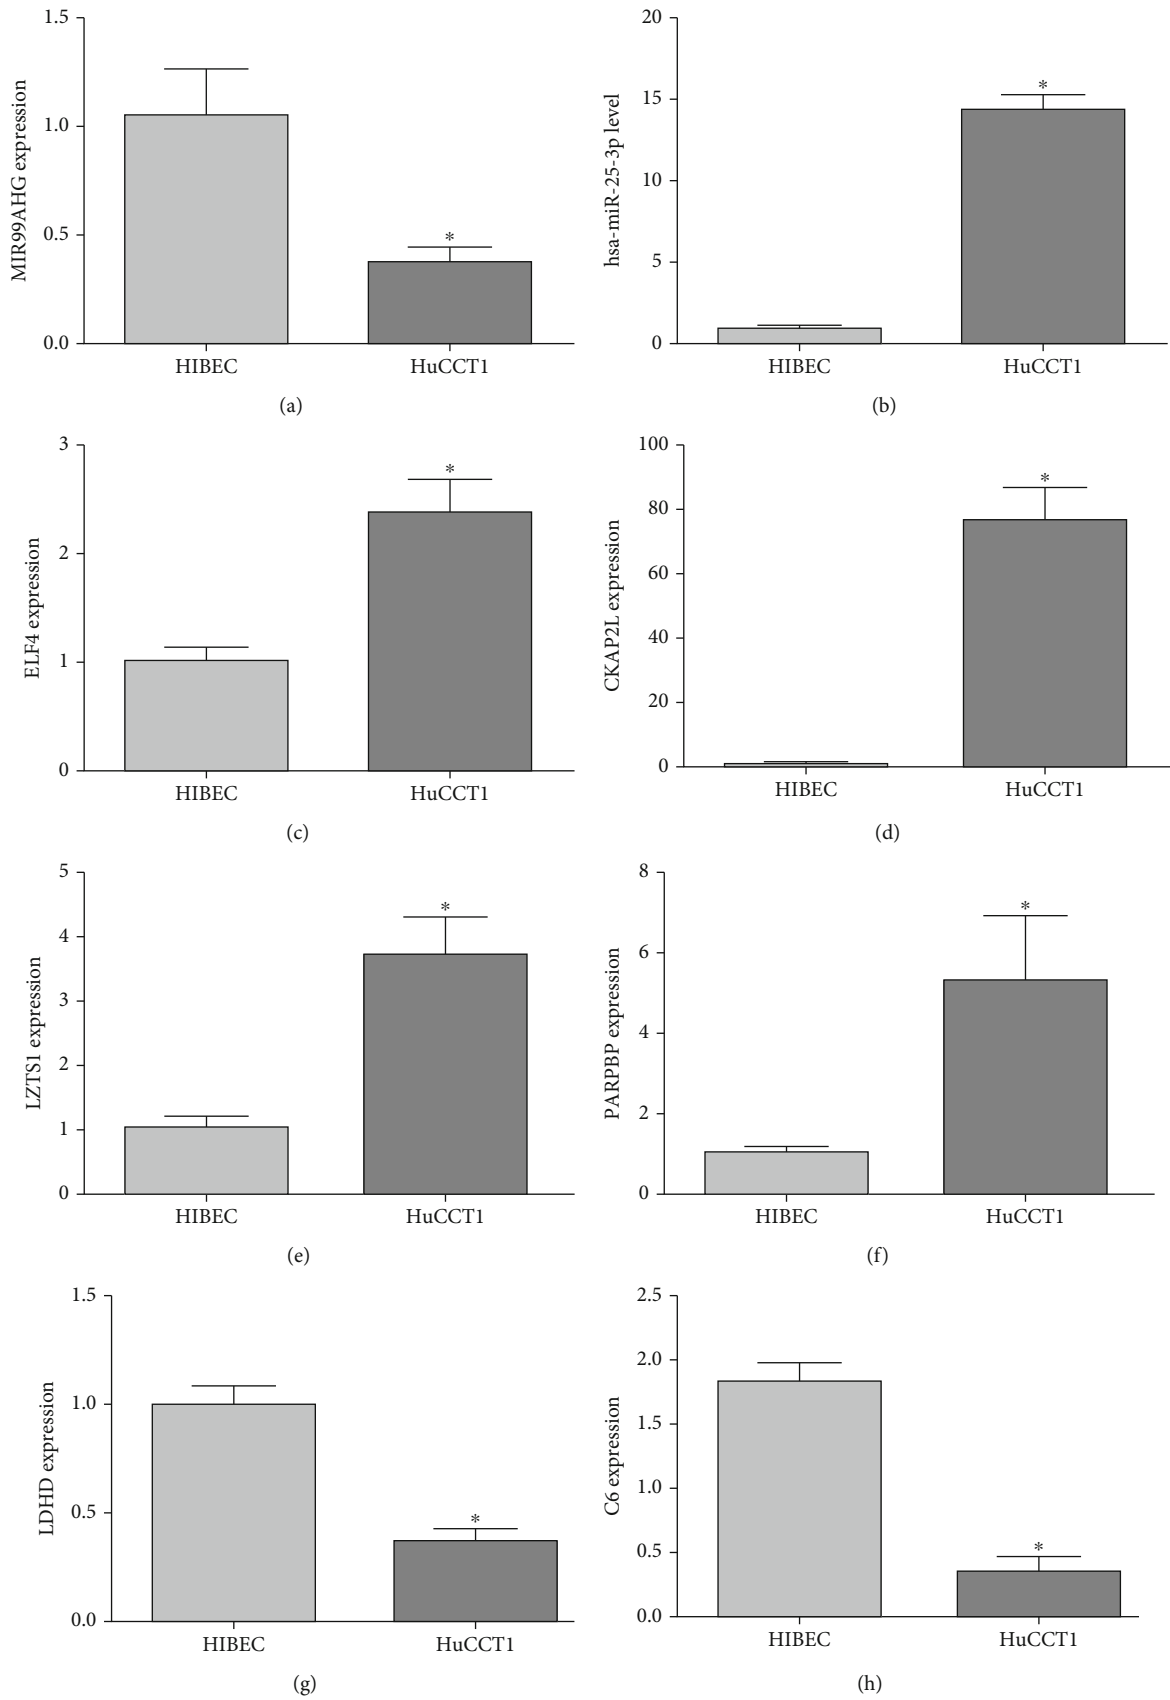 MIR99AHG expression
1.5
1.0
0.5
0.0
*
HIBEC
HuCCT1
(a)
hsa-miR-25-3p level
20
15
10
5
0
*
HIBEC
HuCCT1
(b)
ELF4 expression
3
2
1
0
*
HIBEC
HuCCT1
(c)
CKAP2L expression
100
80
60
40
20
0
*
HIBEC
HuCCT1
(d)
LZTS1 expression
5
4
3
2
1
0
*
HIBEC
HuCCT1
(e)
PARPBP expression
8
6
4
2
0
*
HIBEC
HuCCT1
(f)
LDHD expression
1.5
1.0
0.5
0.0
*
HIBEC
HuCCT1
(g)
C6 expression
2.5
2.0
1.5
1.0
0.5
0.0
*
HIBEC
HuCCT1
(h)